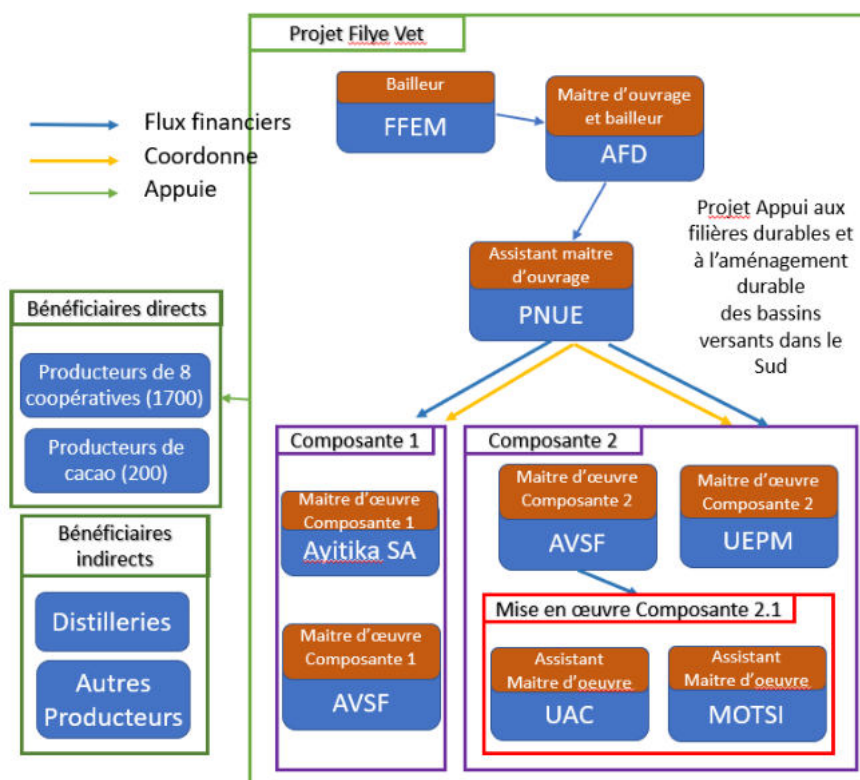 Projet Filye Vet
Bailleur
FFEM
Maitre d'ouvrage
et bailleur
AFD
Flux financiers
Coordonne
Appuie
Projet Appui aux
filières durables et
à l'aménagement
durable
des bassins
versants dans le
Sud
Assistant maitre
d'ouvrage
PNUE
Bénéficiaires directs
Producteurs de 8
coopératives (1700)
Producteurs de
cacao (200)
Bénéficiaires
indirects
Distilleries
Autres
Producteurs
Composante 1
Maitre d'œuvre
Composante 1
Ayitika SA
Maitre d'œuvre
Composante 1
AVSF
Composante 2
Maitre d'œuvre
Composante 2
AVSF
Maitre d'œuvre
Composante 2
UEPM
Mise en œuvre Composante 2.1
Assistant
Maitre d'oeuvre
UAC
Assistant
Maitre d'oeuvre
MOTSI